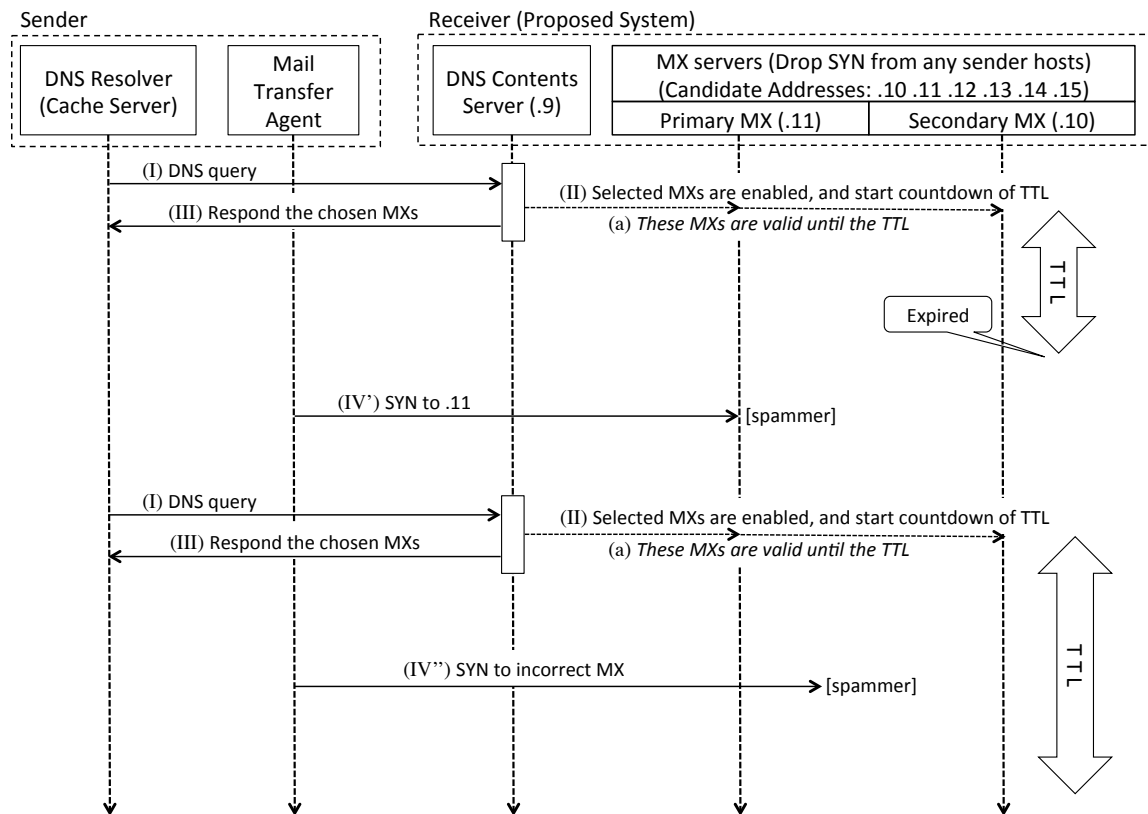 Sender
Receiver (Proposed System)
DNS Resolver
(Cache Server)
Mail
Transfer
Agent
DNS Contents
Server (.9)
MX servers (Drop SYN from any sender hosts)
(Candidate Addresses: .10 .11 .12 .13 .14 .15)
Primary MX (.11)
Secondary MX (.10)
(I) DNS query
(II) Selected MXs are enabled, and start countdown of TTL
(III) Respond the chosen MXs
(a) These MXs are valid until the TTL
TTL
Expired
(IV') SYN to .11
[spammer]
(I) DNS query
(II) Selected MXs are enabled, and start countdown of TTL
(III) Respond the chosen MXs
(a) These MXs are valid until the TTL
TTL
(IV'') SYN to incorrect MX
[spammer]